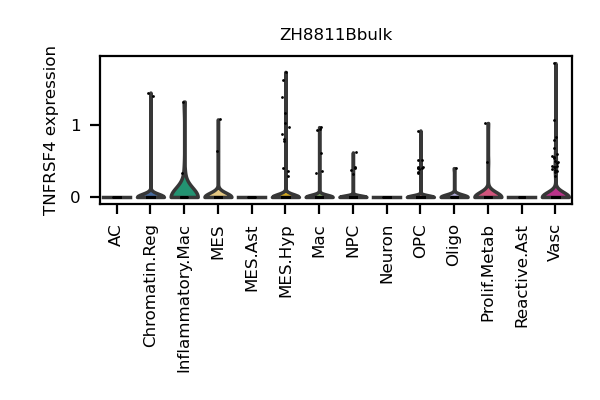 ZH8811Bbulk
TNFRSF4 expression
1
0
AC
Chromatin.Reg
Inflammatory.Mac
MES
MES.Ast
MES.Hyp
Mac
NPC
Neuron
OPC
Oligo
Prolif.Metab
Reactive.Ast
Vasc